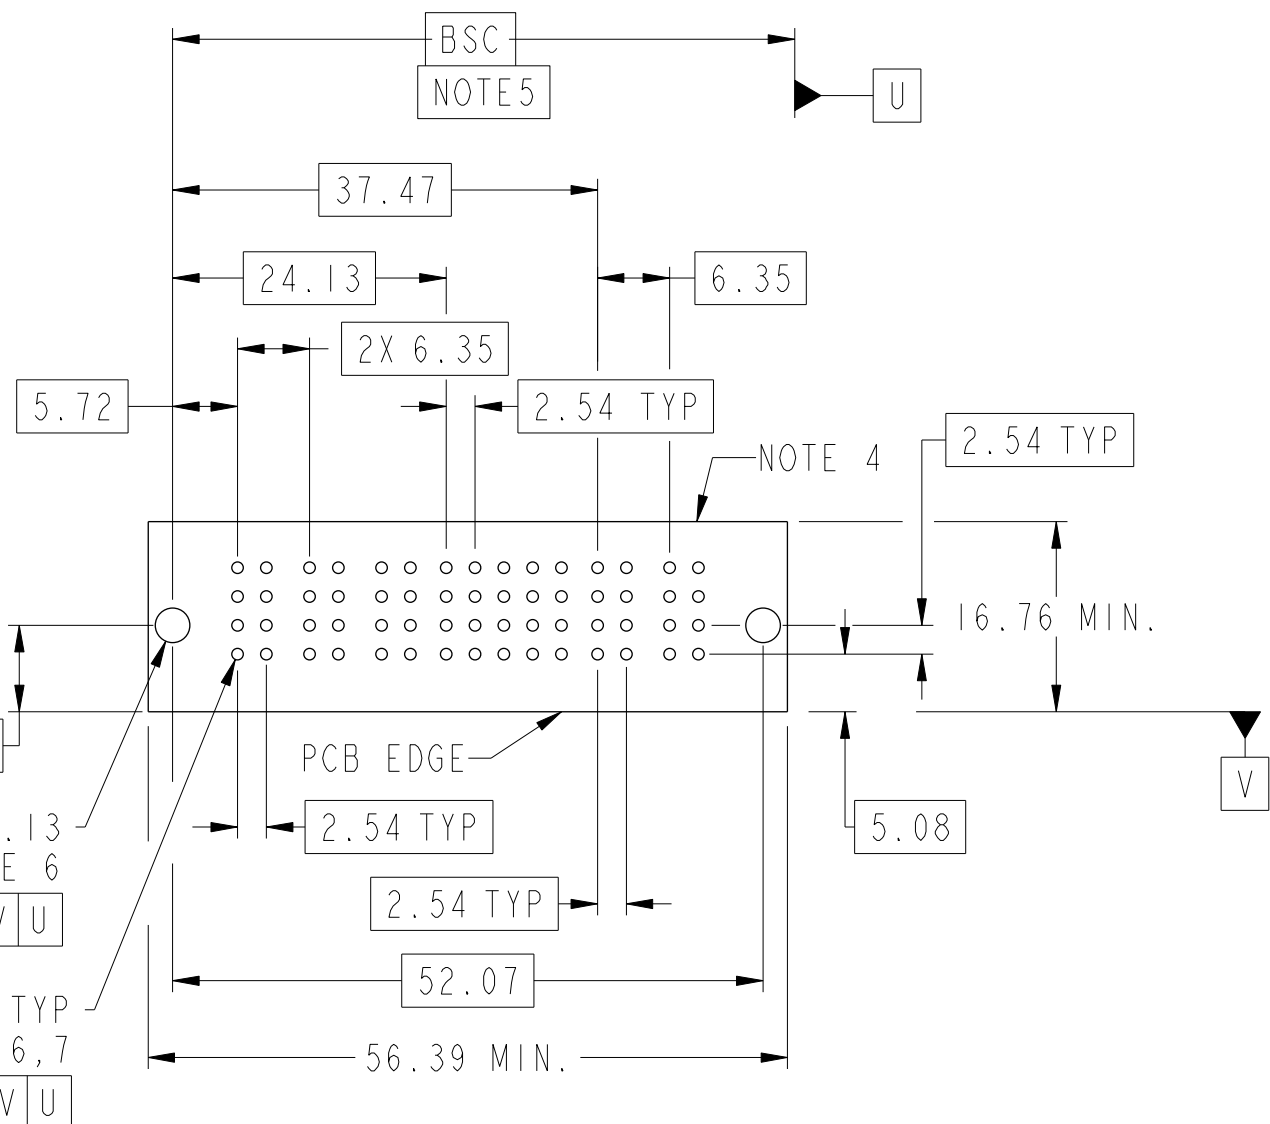 BSC
NOTE5
U
37.47
24.13
6.35
2X 6.35
5.72
2.54 TYP
2.54 TYP
NOTE 4
16.76 MIN.
PCB EDGE
V
.13
E 6
V U
2.54 TYP
5.08
2.54 TYP
52.07
TYP
6,7
V U
56.39 MIN.